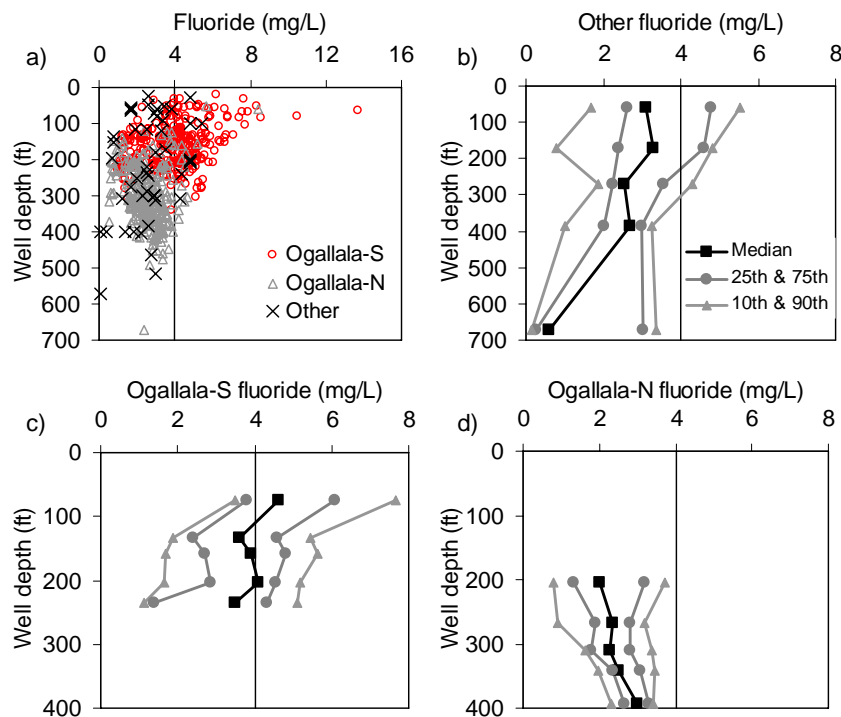 Fluoride (mg/L)
a)
0 4 8 12 16
Well depth (ft)
0
100
200
300
400
500
600
700
Ogallala-S
Ogallala-N
Other
Other fluoride (mg/L)
b)
0 2 4 6 8
Well depth (ft)
0
100
200
300
400
500
600
700
Median
25th & 75th
10th & 90th
Ogallala-S fluoride (mg/L)
c)
0 2 4 6 8
Well depth (ft)
0
100
200
300
400
Ogallala-N fluoride (mg/L)
d)
0 2 4 6 8
Well depth (ft)
0
100
200
300
400